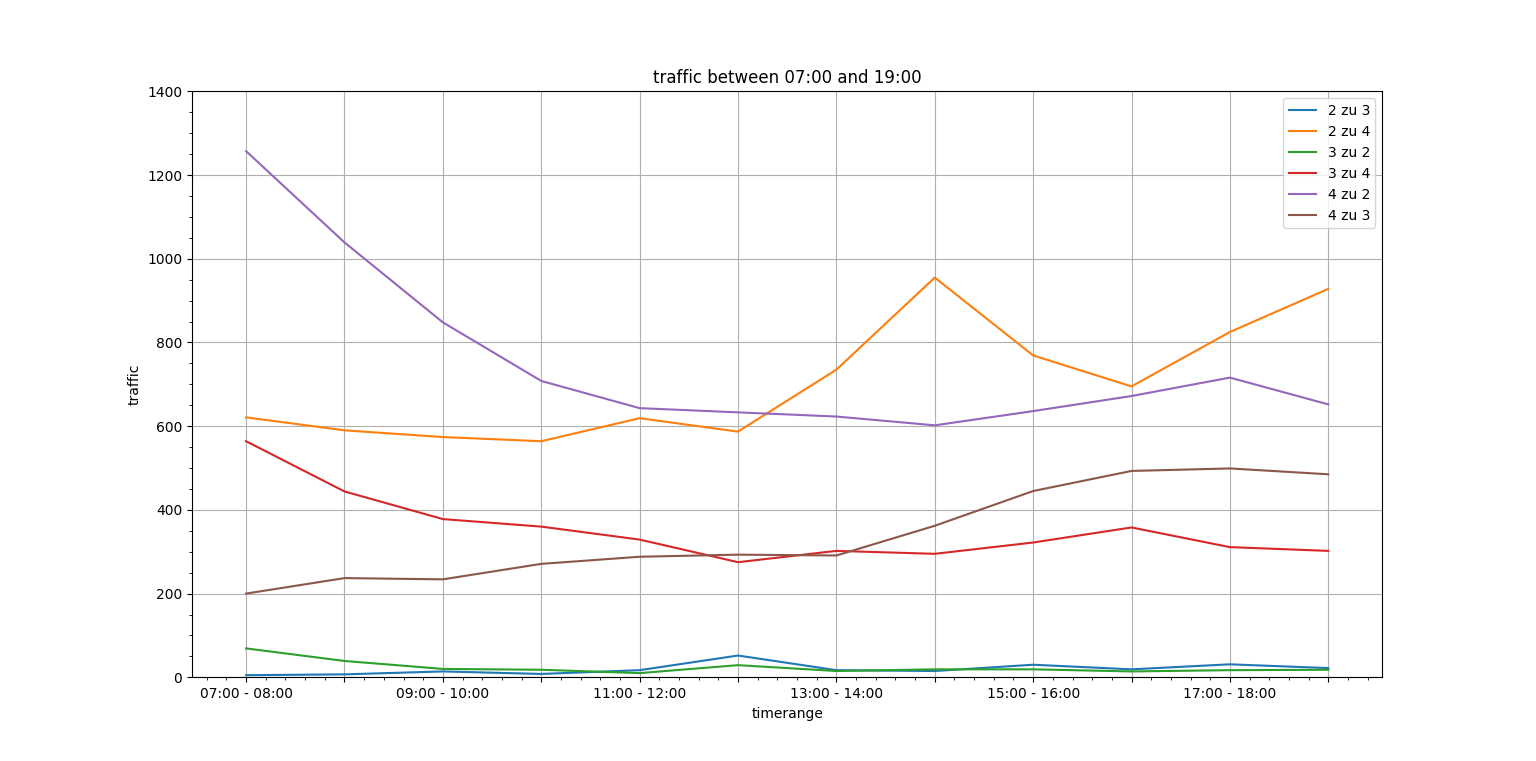 traffic between 07:00 and 19:00
1400
1200
1000
800
600
400
200
0
traffic
2 zu 3
2 zu 4
3 zu 2
3 zu 4
4 zu 2
4 zu 3
07:00 - 08:00
09:00 - 10:00
11:00 - 12:00
13:00 - 14:00
15:00 - 16:00
17:00 - 18:00
timerange